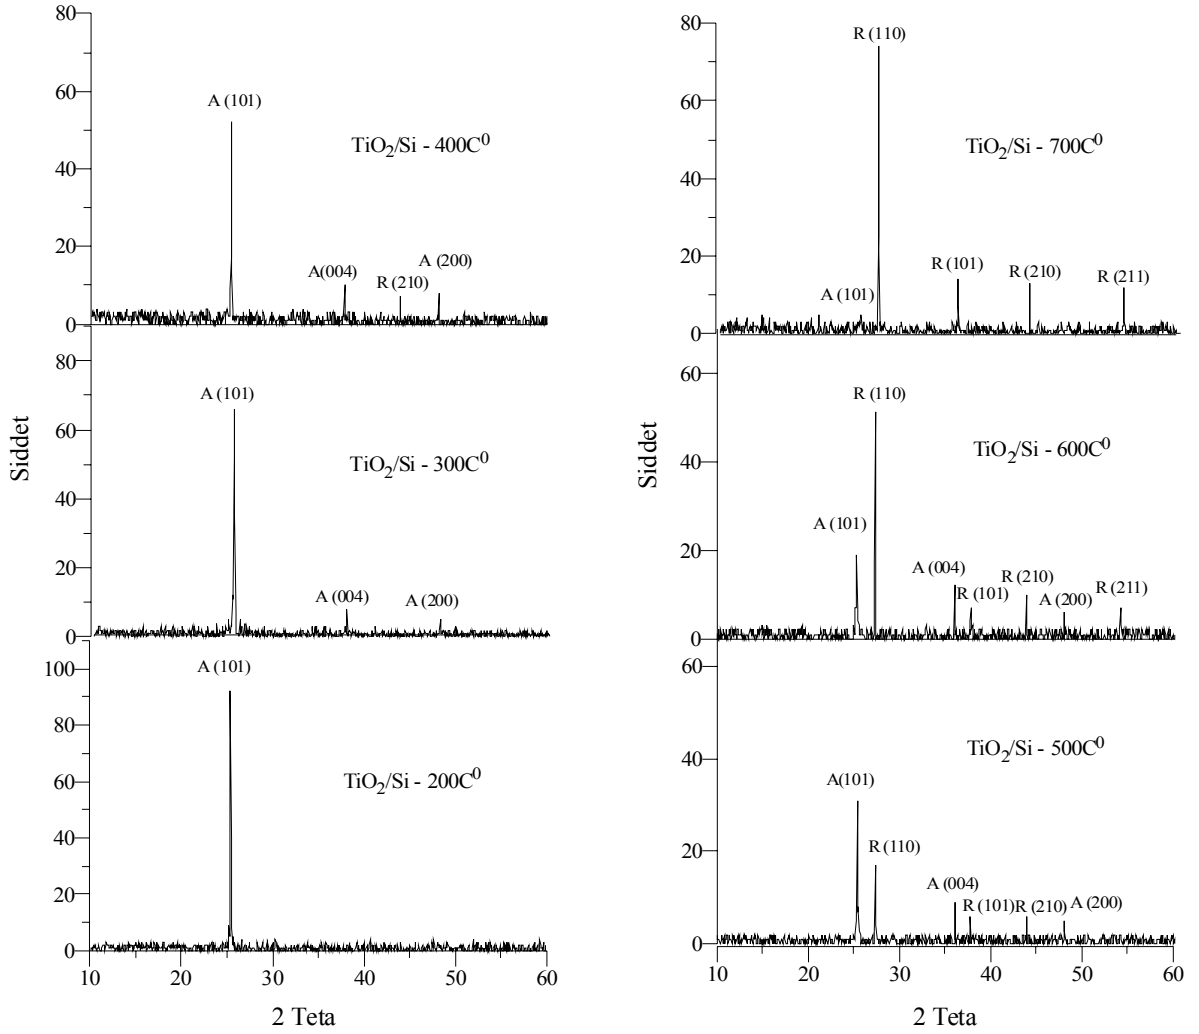 80
60
40
20
0
A (101)
TiO2/Si - 400C0
A(004)
R (210)
A (200)
80
60
40
20
0
A (101)
TiO2/Si - 300C0
A (004)
A (200)
Siddet
100
80
60
40
20
0
A (101)
TiO2/Si - 200C0
10 20 30 40 50 60
2 Teta
80
60
40
20
0
R (110)
TiO2/Si - 700C0
A (101)
R (101)
R (210)
R (211)
60
40
20
0
R (110)
TiO2/Si - 600C0
A (101)
A (004)
R (101)
R (210)
A (200)
R (211)
Siddet
60
40
20
0
TiO2/Si - 500C0
A(101)
R (110)
A (004)
R (101) R (210) A (200)
10 20 30 40 50 60
2 Teta